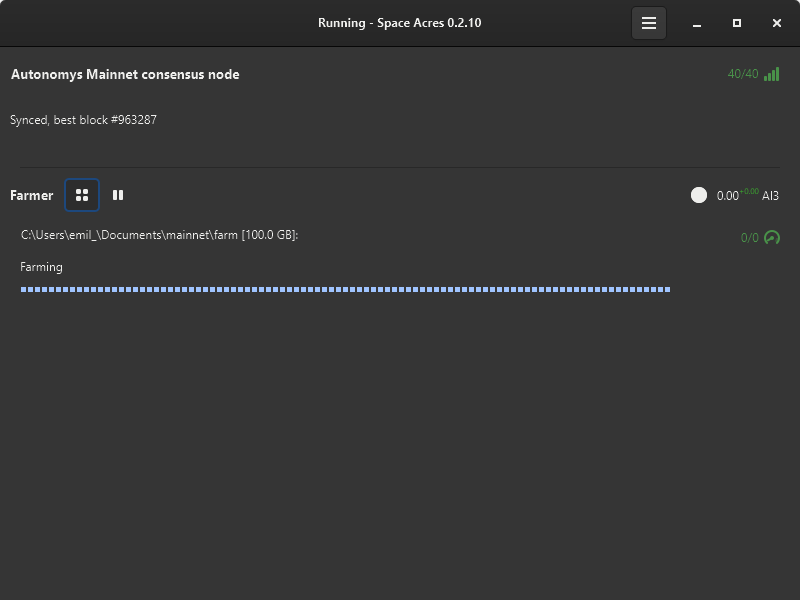 Running - Space Acres 0.2.10
Autonomys Mainnet consensus node
40/40
Synced, best block #963287
Farmer
0.00+0.00 AI3
C:\Users\emil_\Documents\mainnet\farm [100.0 GB]:
0/0
Farming